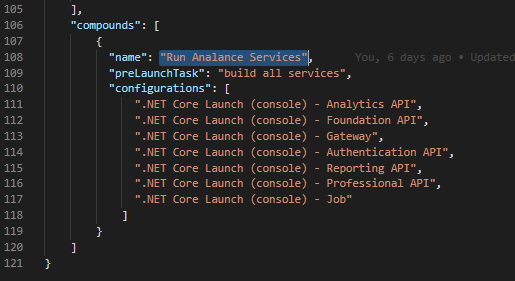 105 ],
106 "compounds": [
107 {
108 "name": "Run Analance Services", You, 6 days ago • Updated
109 "preLaunchTask": "build all services",
110 "configurations": [
111 ".NET Core Launch (console) - Analytics API",
112 ".NET Core Launch (console) - Foundation API",
113 ".NET Core Launch (console) - Gateway",
114 ".NET Core Launch (console) - Authentication API",
115 ".NET Core Launch (console) - Reporting API",
116 ".NET Core Launch (console) - Professional API",
117 ".NET Core Launch (console) - Job"
118 ]
119 }
120 ]
121 }